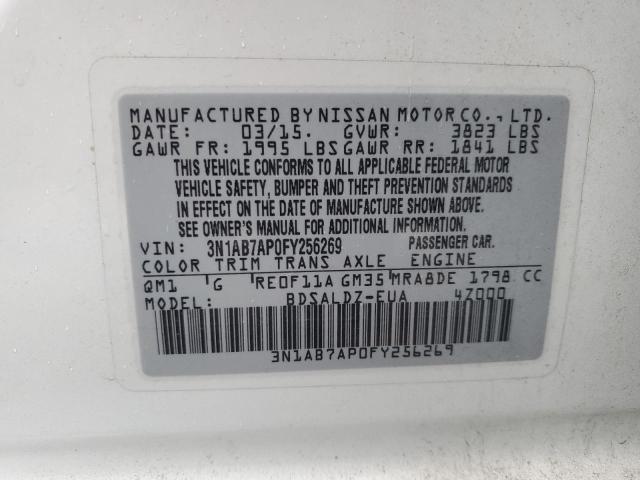 MANUFACTURED BY NISSAN MOTOR CO., LTD.
DATE: 03/15. GVWR: 3823 LBS
GAWR FR: 1995 LBS GAWR RR: 1841 LBS
THIS VEHICLE CONFORMS TO ALL APPLICABLE FEDERAL MOTOR
VEHICLE SAFETY, BUMPER AND THEFT PREVENTION STANDARDS
IN EFFECT ON THE DATE OF MANUFACTURE SHOWN ABOVE.
SEE OWNER'S MANUAL FOR ADDITIONAL INFORMATION.
VIN: 3N1AB7AP0FY256269 PASSENGER CAR.
COLOR TRIM TRANS AXLE ENGINE
QM1 G RE0F11A GM35 MRA8DE 1798 CC
MODEL: BDSALDZ-EUA 4Z000
3N1AB7AP0FY256269